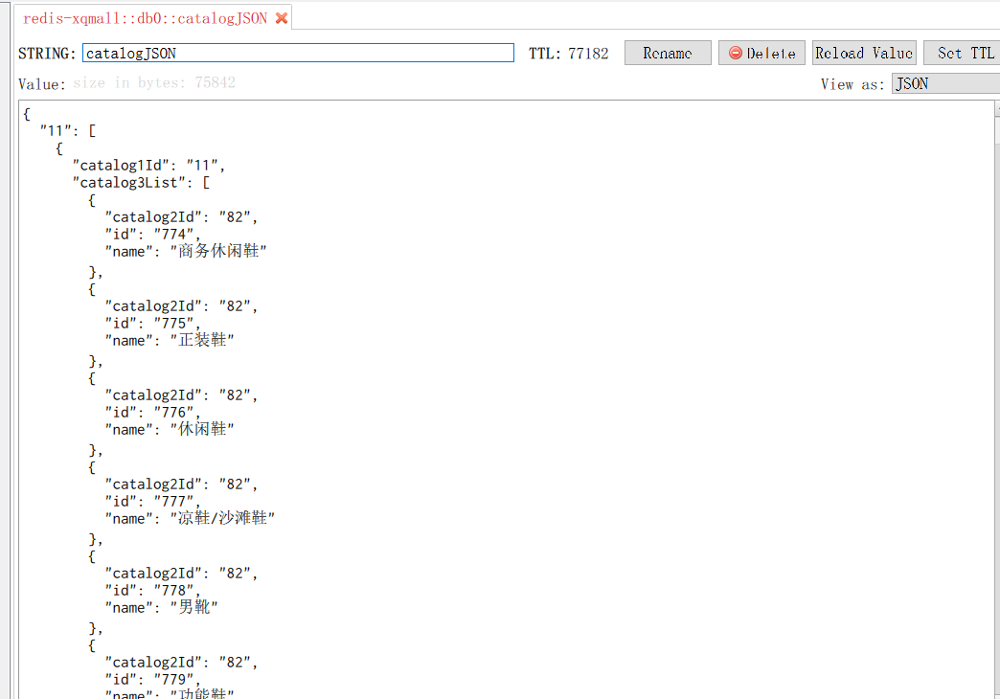 redis-xqmall::db0::catalogJSON
STRING: catalogJSON TTL: 77182 Rename Delete Reload Value Set TTL
Value: size in bytes: 75842 View as: JSON
{
"11": [
{
"catalog1Id": "11",
"catalog3List": [
{
"catalog2Id": "82",
"id": "774",
"name": "商务休闲鞋"
},
{
"catalog2Id": "82",
"id": "775",
"name": "正装鞋"
},
{
"catalog2Id": "82",
"id": "776",
"name": "休闲鞋"
},
{
"catalog2Id": "82",
"id": "777",
"name": "凉鞋/沙滩鞋"
},
{
"catalog2Id": "82",
"id": "778",
"name": "男靴"
},
{
"catalog2Id": "82",
"id": "779",
"name": "功能鞋"